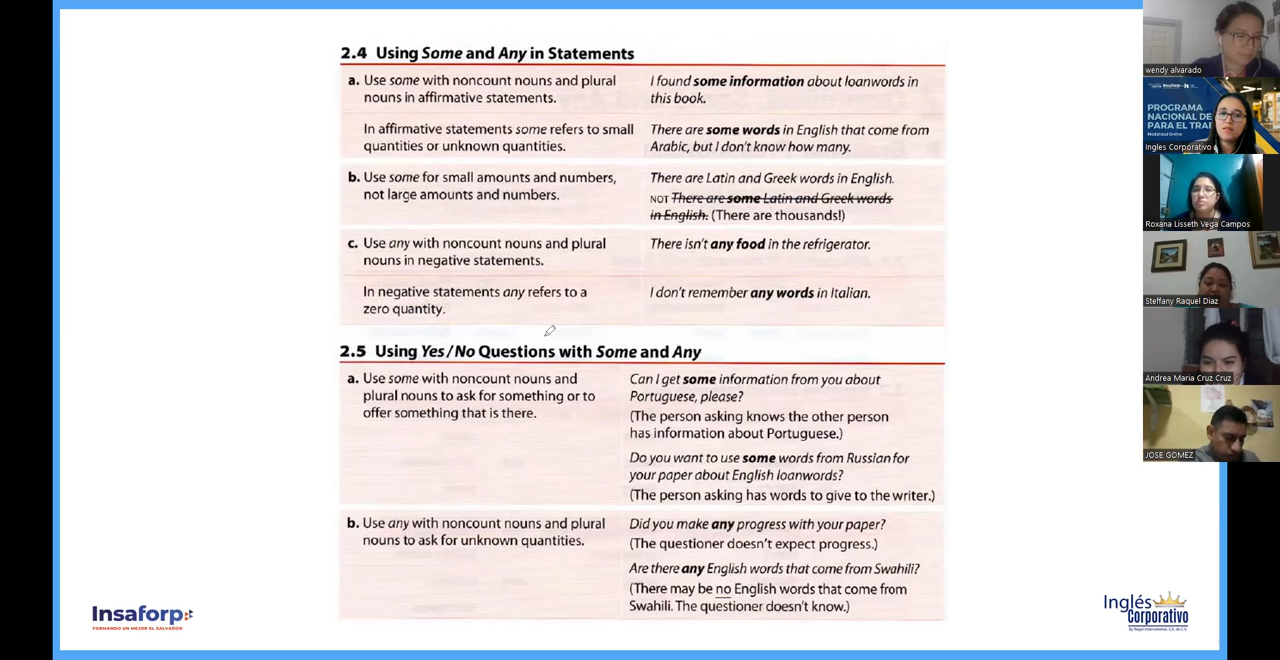 2.4 Using Some and Any in Statements
a. Use some with noncount nouns and plural
nouns in affirmative statements.
I found some information about loanwords in
this book.
In affirmative statements some refers to small
quantities or unknown quantities.
There are some words in English that come from
Arabic, but I don't know how many.
b. Use some for small amounts and numbers,
not large amounts and numbers.
There are Latin and Greek words in English.
NOT There are some Latin and Greek words
in English. (There are thousands!)
c. Use any with noncount nouns and plural
nouns in negative statements.
There isn't any food in the refrigerator.
In negative statements any refers to a
zero quantity.
I don't remember any words in Italian.
2.5 Using Yes/No Questions with Some and Any
a. Use some with noncount nouns and
plural nouns to ask for something or to
offer something that is there.
Can I get some information from you about
Portuguese, please?
(The person asking knows the other person
has information about Portuguese.)
Do you want to use some words from Russian for
your paper about English loanwords?
(The person asking has words to give to the writer.)
b. Use any with noncount nouns and plural
nouns to ask for unknown quantities.
Did you make any progress with your paper?
(The questioner doesn't expect progress.)
Are there any English words that come from Swahili?
(There may be no English words that come from
Swahili. The questioner doesn't know.)
Insaforp
FORMANDO UN MEJOR EL SALVADOR
Inglés
Corporativo
wendy alvarado
PROGRAMA
NACIONAL DE
PARA EL TRA
Modalidad Online
Ingles Corporativo
Roxana Lisseth Vega Campos
Steffany Raquel Diaz
Andrea Maria Cruz Cruz
JOSE GOMEZ